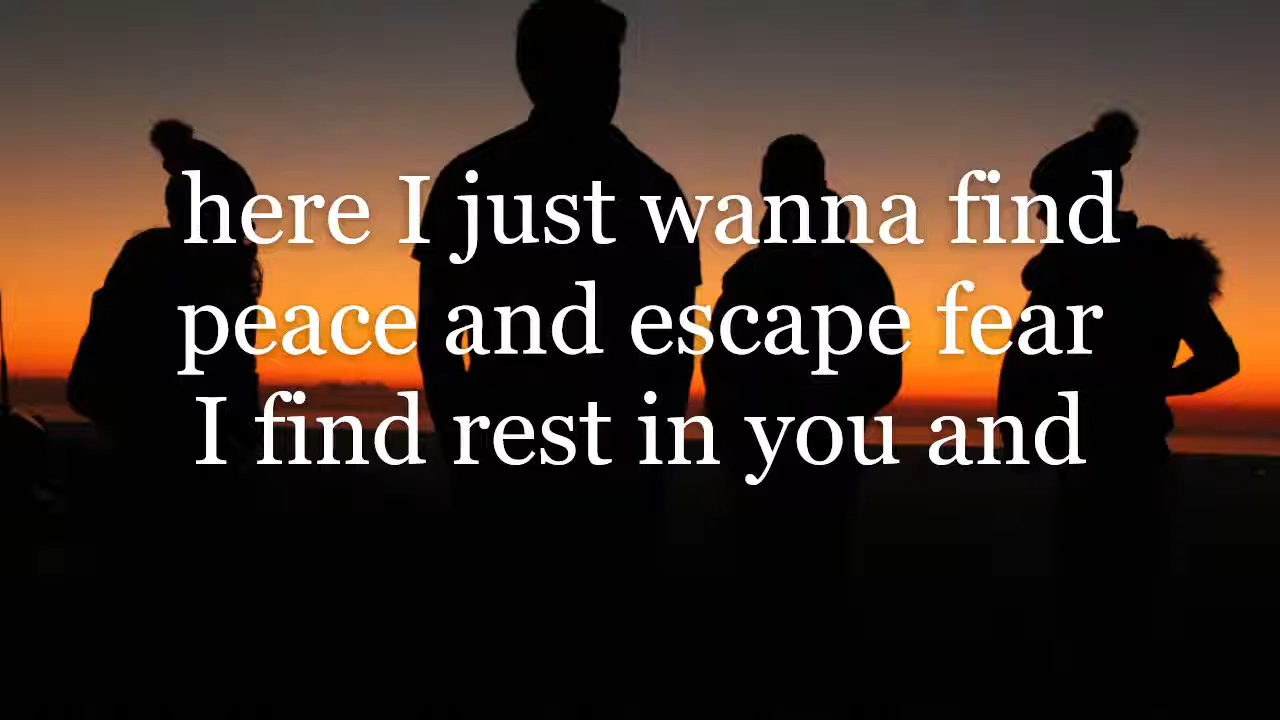 here I just wanna find
peace and escape fear
I find rest in you and